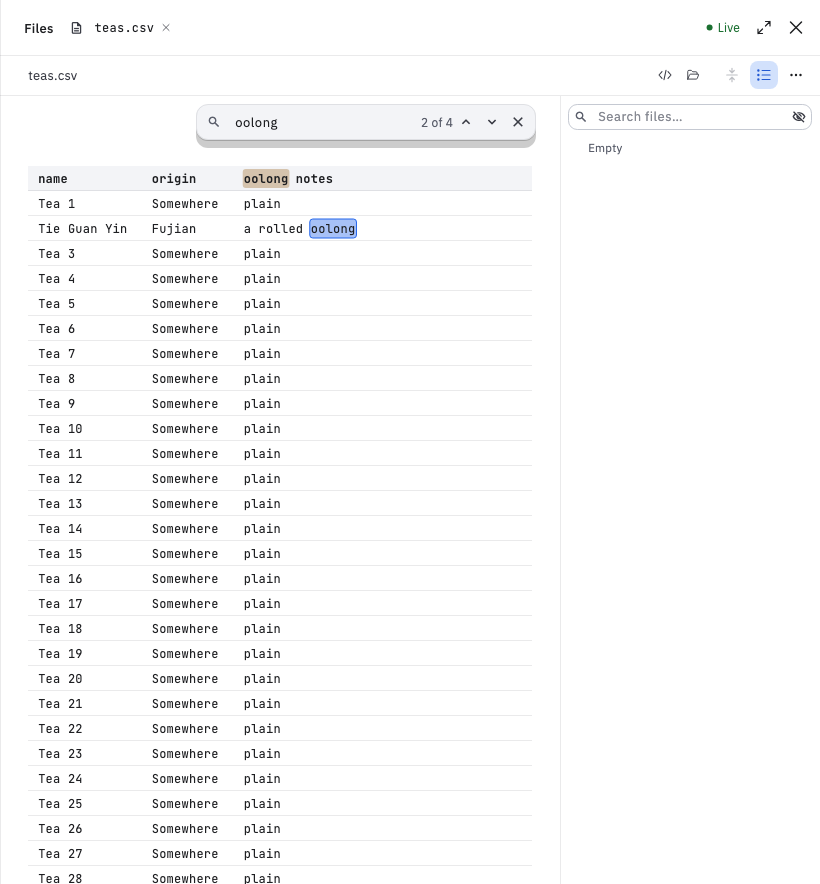 Files teas.csv Live
teas.csv
oolong 2 of 4
Search files...
Empty
name origin oolong notes
Tea 1 Somewhere plain
Tie Guan Yin Fujian a rolled oolong
Tea 3 Somewhere plain
Tea 4 Somewhere plain
Tea 5 Somewhere plain
Tea 6 Somewhere plain
Tea 7 Somewhere plain
Tea 8 Somewhere plain
Tea 9 Somewhere plain
Tea 10 Somewhere plain
Tea 11 Somewhere plain
Tea 12 Somewhere plain
Tea 13 Somewhere plain
Tea 14 Somewhere plain
Tea 15 Somewhere plain
Tea 16 Somewhere plain
Tea 17 Somewhere plain
Tea 18 Somewhere plain
Tea 19 Somewhere plain
Tea 20 Somewhere plain
Tea 21 Somewhere plain
Tea 22 Somewhere plain
Tea 23 Somewhere plain
Tea 24 Somewhere plain
Tea 25 Somewhere plain
Tea 26 Somewhere plain
Tea 27 Somewhere plain
Tea 28 Somewhere plain